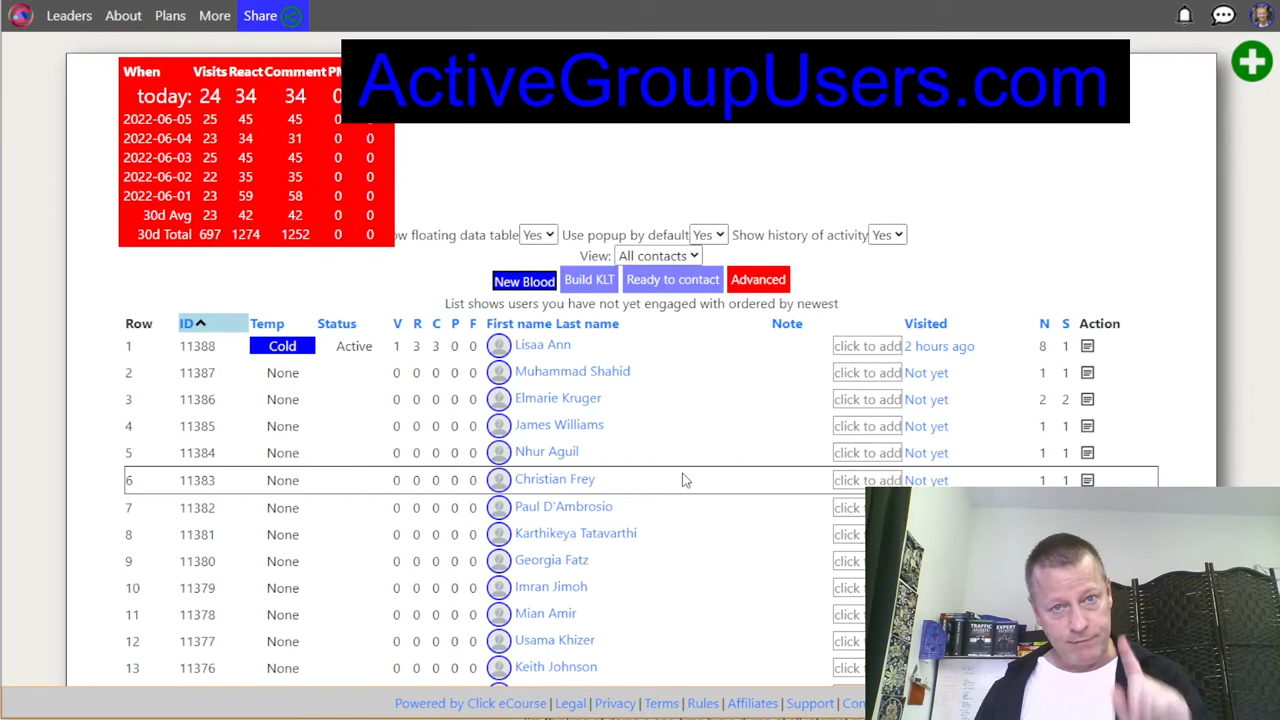 Leaders About Plans More Share
ActiveGroupUsers.com
When Visits React Comment PM
today: 24 34 34 0
2022-06-05 25 45 45 0 0
2022-06-04 23 34 31 0 0
2022-06-03 25 45 45 0 0
2022-06-02 22 35 35 0 0
2022-06-01 23 59 58 0 0
30d Avg 23 42 42 0 0
30d Total 697 1274 1252 0 0
ow floating data table Yes Use popup by default Yes Show history of activity Yes
View: All contacts
New Blood Build KLT Ready to contact Advanced
List shows users you have not yet engaged with ordered by newest
Row ID Temp Status V R C P F First name Last name Note Visited N S Action
1 11388 Cold Active 1 3 3 0 0 Lisaa Ann click to add 2 hours ago 8 1
2 11387 None 0 0 0 0 0 Muhammad Shahid click to add Not yet 1 1
3 11386 None 0 0 0 0 0 Elmarie Kruger click to add Not yet 2 2
4 11385 None 0 0 0 0 0 James Williams click to add Not yet 1 1
5 11384 None 0 0 0 0 0 Nhur Aguil click to add Not yet 1 1
6 11383 None 0 0 0 0 0 Christian Frey click to add Not yet 1 1
7 11382 None 0 0 0 0 0 Paul D'Ambrosio click
8 11381 None 0 0 0 0 0 Karthikeya Tatavarthi click
9 11380 None 0 0 0 0 0 Georgia Fatz click
10 11379 None 0 0 0 0 0 Imran Jimoh click
11 11378 None 0 0 0 0 0 Mian Amir click
12 11377 None 0 0 0 0 0 Usama Khizer click
13 11376 None 0 0 0 0 0 Keith Johnson click
TRAFFIC SECRETS EXPERT SECRETS
Powered by Click eCourse | Legal | Privacy | Terms | Rules | Affiliates | Support | Con